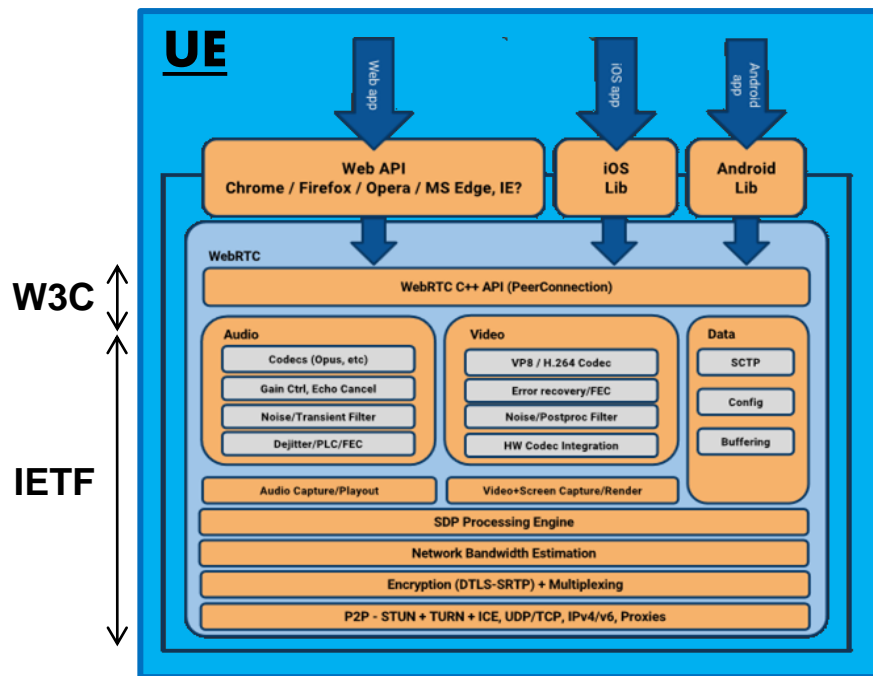 UE
Web app
iOS app
Android
app
Web API
Chrome / Firefox / Opera / MS Edge, IE?
iOS
Lib
Android
Lib
WebRTC
W3C
WebRTC C++ API (PeerConnection)
Audio
Codecs (Opus, etc)
Gain Ctrl, Echo Cancel
Noise/Transient Filter
Dejitter/PLC/FEC
Video
VP8 / H.264 Codec
Error recovery/FEC
Noise/Postproc Filter
HW Codec Integration
Data
SCTP
Config
Buffering
IETF
Audio Capture/Playout
Video+Screen Capture/Render
SDP Processing Engine
Network Bandwidth Estimation
Encryption (DTLS-SRTP) + Multiplexing
P2P - STUN + TURN + ICE, UDP/TCP, IPv4/v6, Proxies